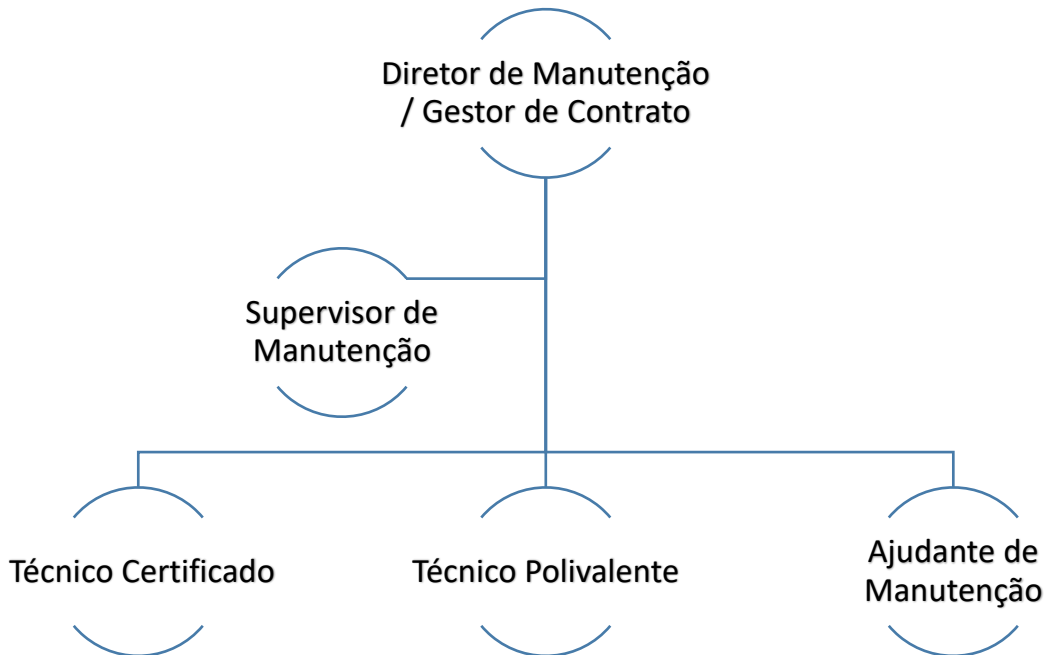 Diretor de Manutenção
/ Gestor de Contrato
Supervisor de
Manutenção
Técnico Certificado
Técnico Polivalente
Ajudante de
Manutenção